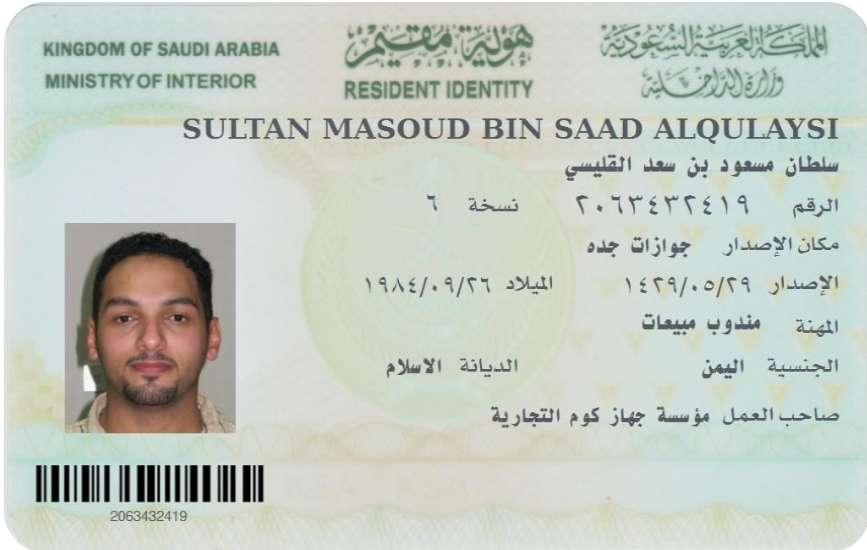 KINGDOM OF SAUDI ARABIA
MINISTRY OF INTERIOR
هوية مقيم
RESIDENT IDENTITY
المملكة العربية السعودية
وزارة الداخلية
SULTAN MASOUD BIN SAAD ALQULAYSI
سلطان مسعود بن سعد القليسي
الرقم ٢٠٦٣٤٣٢٤١٩ نسخة ٦
مكان الإصدار جوازات جده
الإصدار ١٤٢٩/٠٥/٢٩ الميلاد ١٩٨٤/٠٩/٢٦
المهنة مندوب مبيعات
الجنسية اليمن الديانة الاسلام
صاحب العمل مؤسسة جهاز كوم التجارية
2063432419